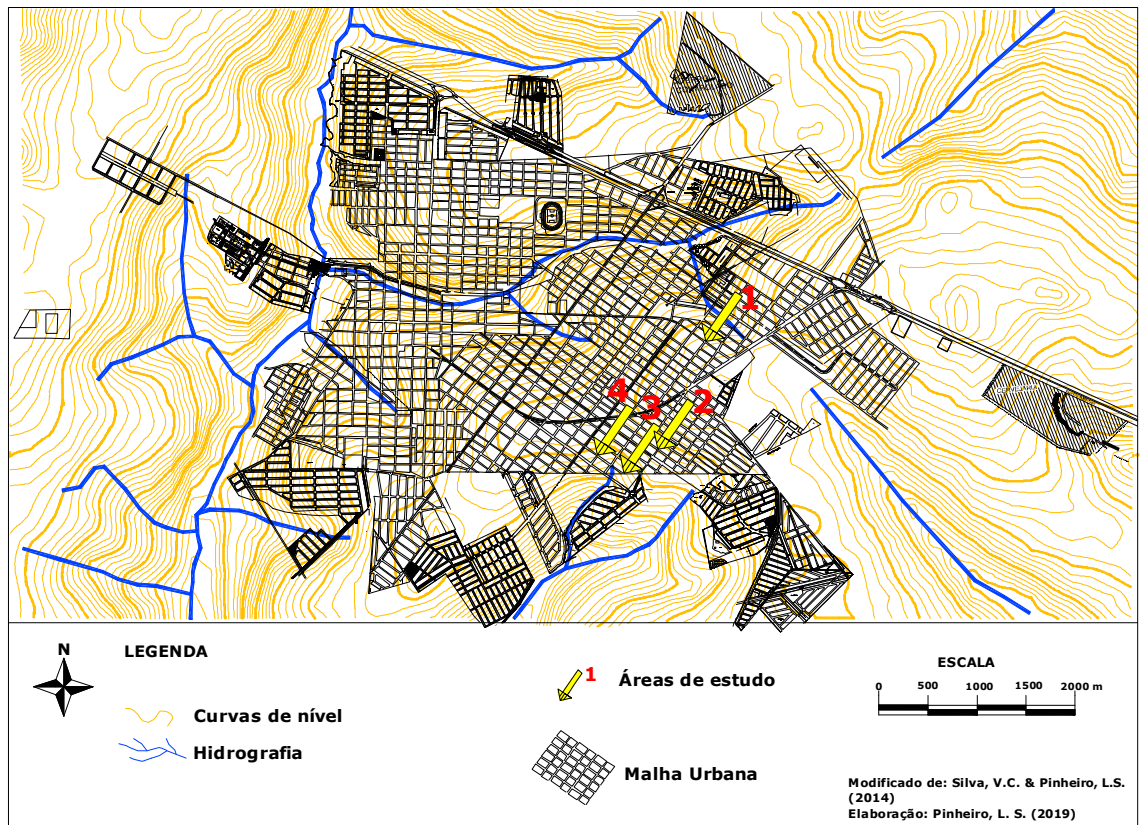 1
4
3
2
N
LEGENDA
Curvas de nível
Hidrografia
1
Áreas de estudo
Malha Urbana
ESCALA
0 500 1000 1500 2000 m
Modificado de: Silva, V.C. & Pinheiro, L.S.
(2014)
Elaboração: Pinheiro, L. S. (2019)